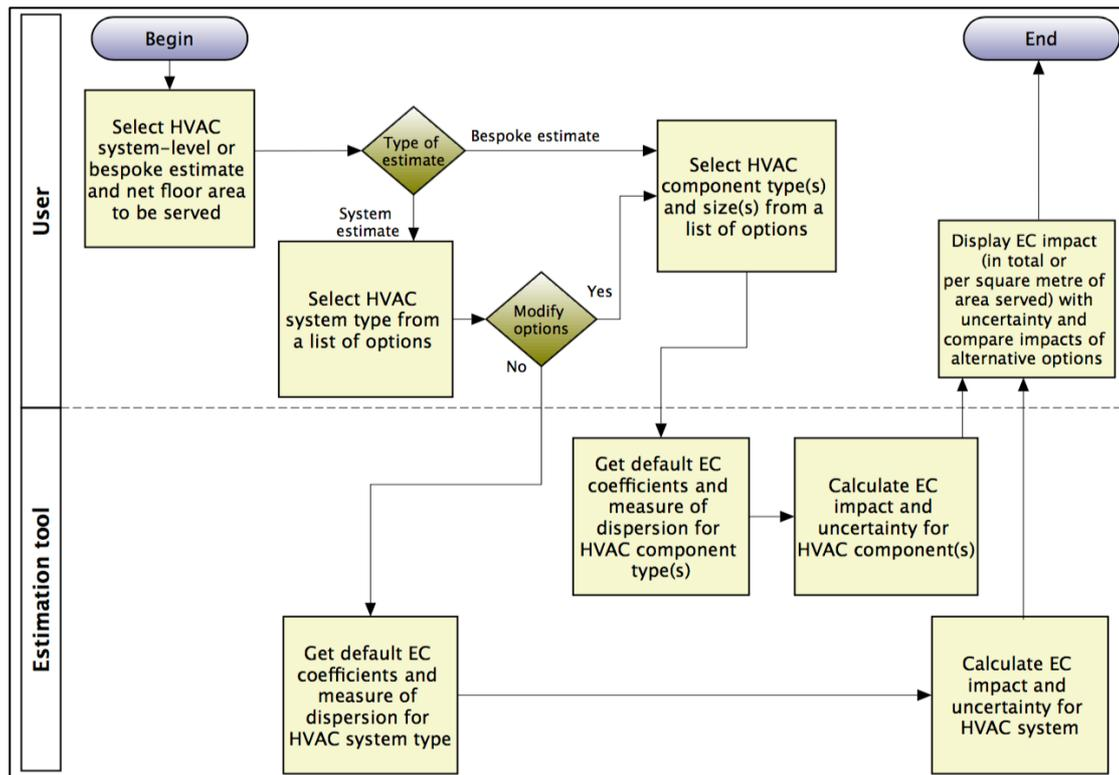 Begin
End
User
Select HVAC
system-level or
bespoke estimate
and net floor area
to be served
Type of
estimate
Bespoke estimate
System
estimate
Select HVAC
component type(s)
and size(s) from a
list of options
Select HVAC
system type from
a list of options
Modify
options
Yes
No
Display EC impact
(in total or
per square metre of
area served) with
uncertainty and
compare impacts of
alternative options
Estimation tool
Get default EC
coefficients and
measure of
dispersion for
HVAC component
type(s)
Calculate EC
impact and
uncertainty for
HVAC component(s)
Get default EC
coefficients and
measure of
dispersion for
HVAC system type
Calculate EC
impact and
uncertainty for
HVAC system